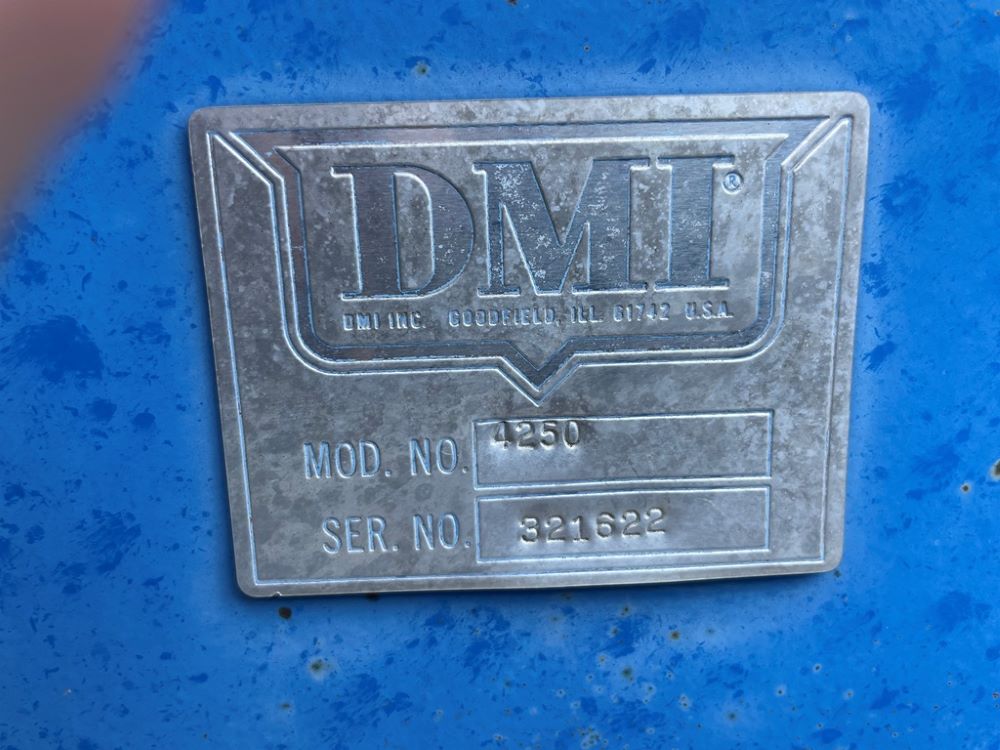 DMI®
DMI INC. GOODFIELD, ILL. 61742 U.S.A.
MOD. NO. 4250
SER. NO. 321622